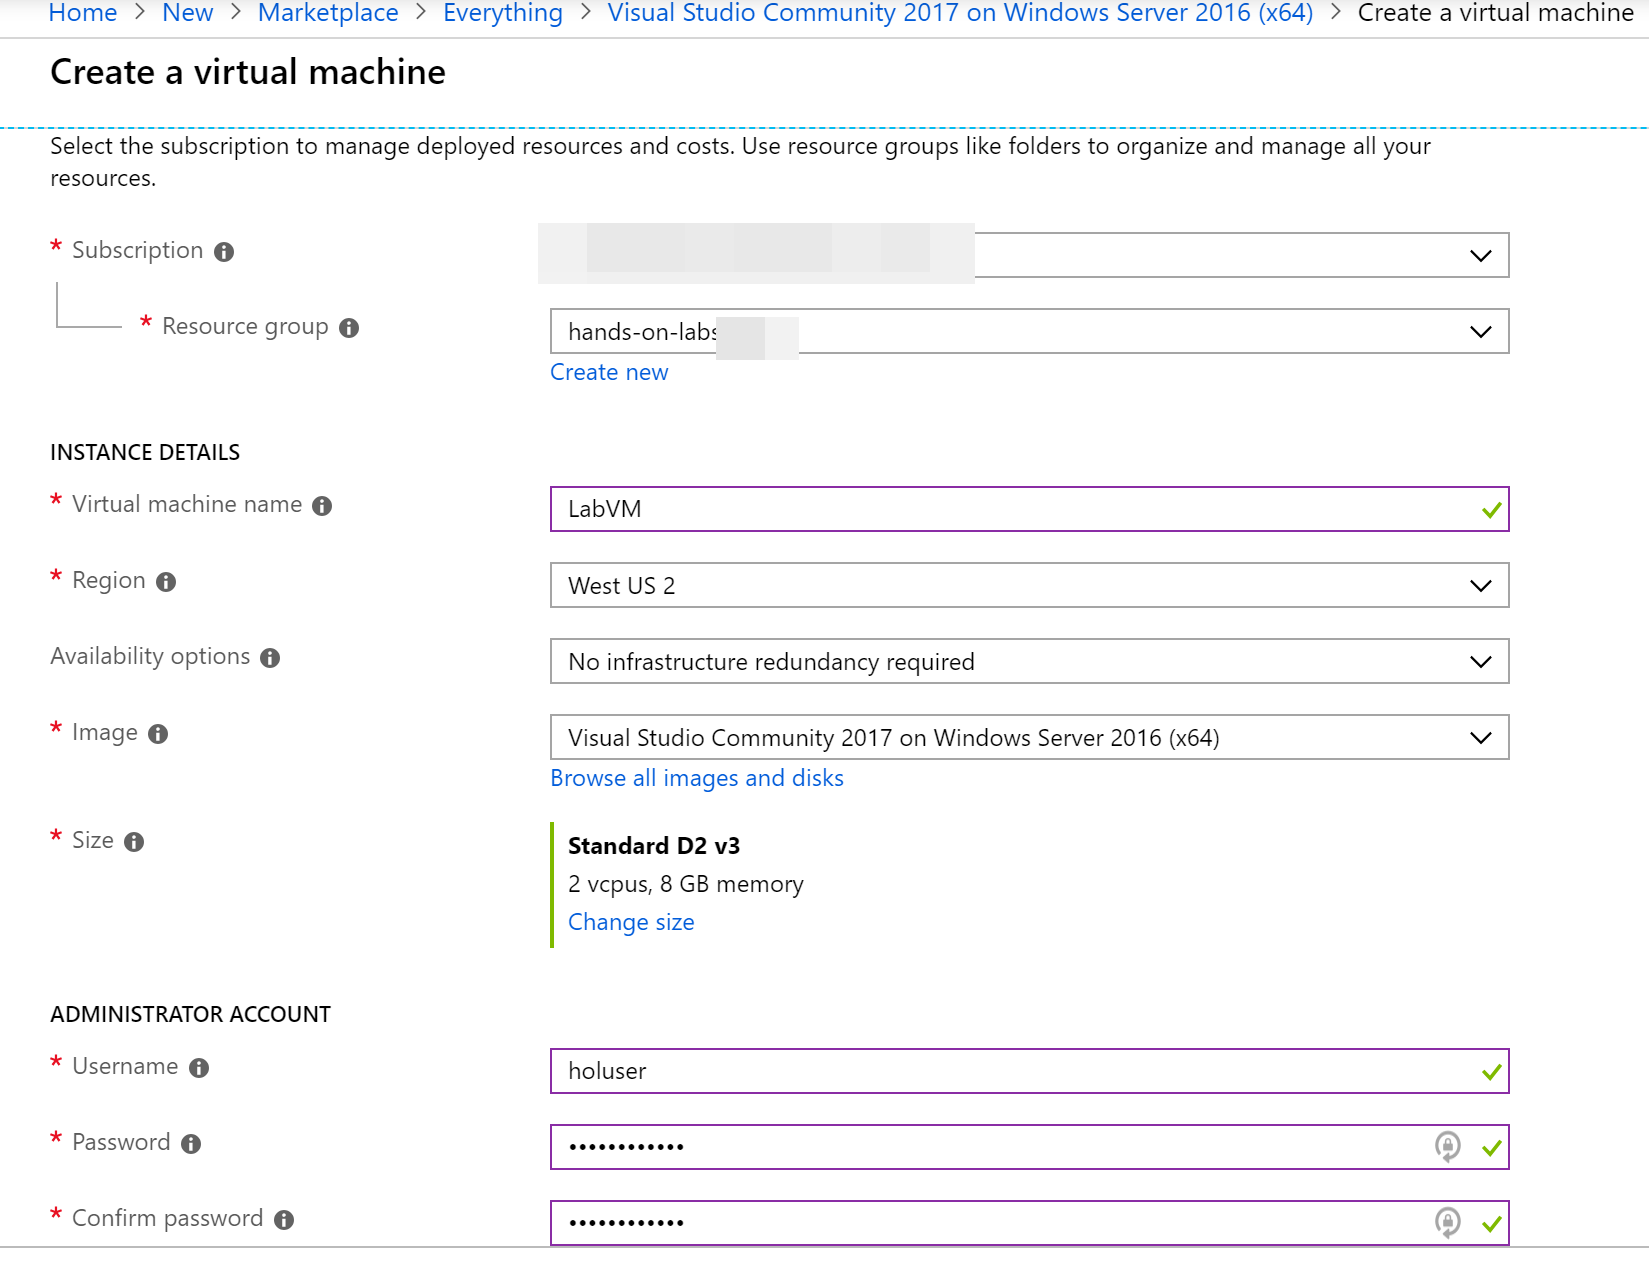 Home > New > Marketplace > Everything > Visual Studio Community 2017 on Windows Server 2016 (x64) > Create a virtual machine
Create a virtual machine
Select the subscription to manage deployed resources and costs. Use resource groups like folders to organize and manage all your
resources.
* Subscription
* Resource group
hands-on-labs
Create new
INSTANCE DETAILS
* Virtual machine name
LabVM
* Region
West US 2
Availability options
No infrastructure redundancy required
* Image
Visual Studio Community 2017 on Windows Server 2016 (x64)
Browse all images and disks
* Size
Standard D2 v3
2 vcpus, 8 GB memory
Change size
ADMINISTRATOR ACCOUNT
* Username
holuser
* Password
••••••••••••
* Confirm password
••••••••••••